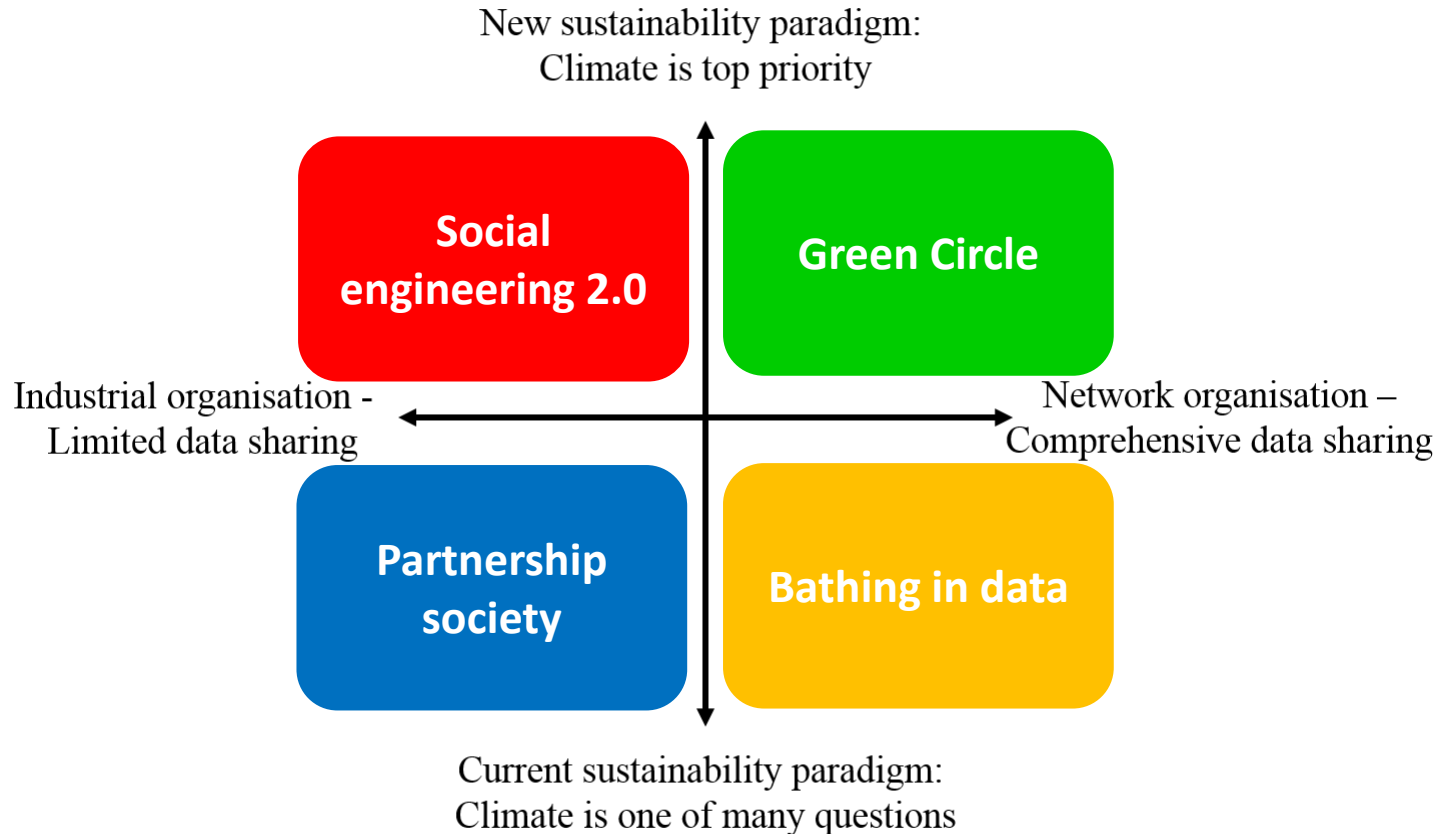 New sustainability paradigm:
Climate is top priority
Social
engineering 2.0
Green Circle
Industrial organisation -
Limited data sharing
Network organisation –
Comprehensive data sharing
Partnership
society
Bathing in data
Current sustainability paradigm:
Climate is one of many questions